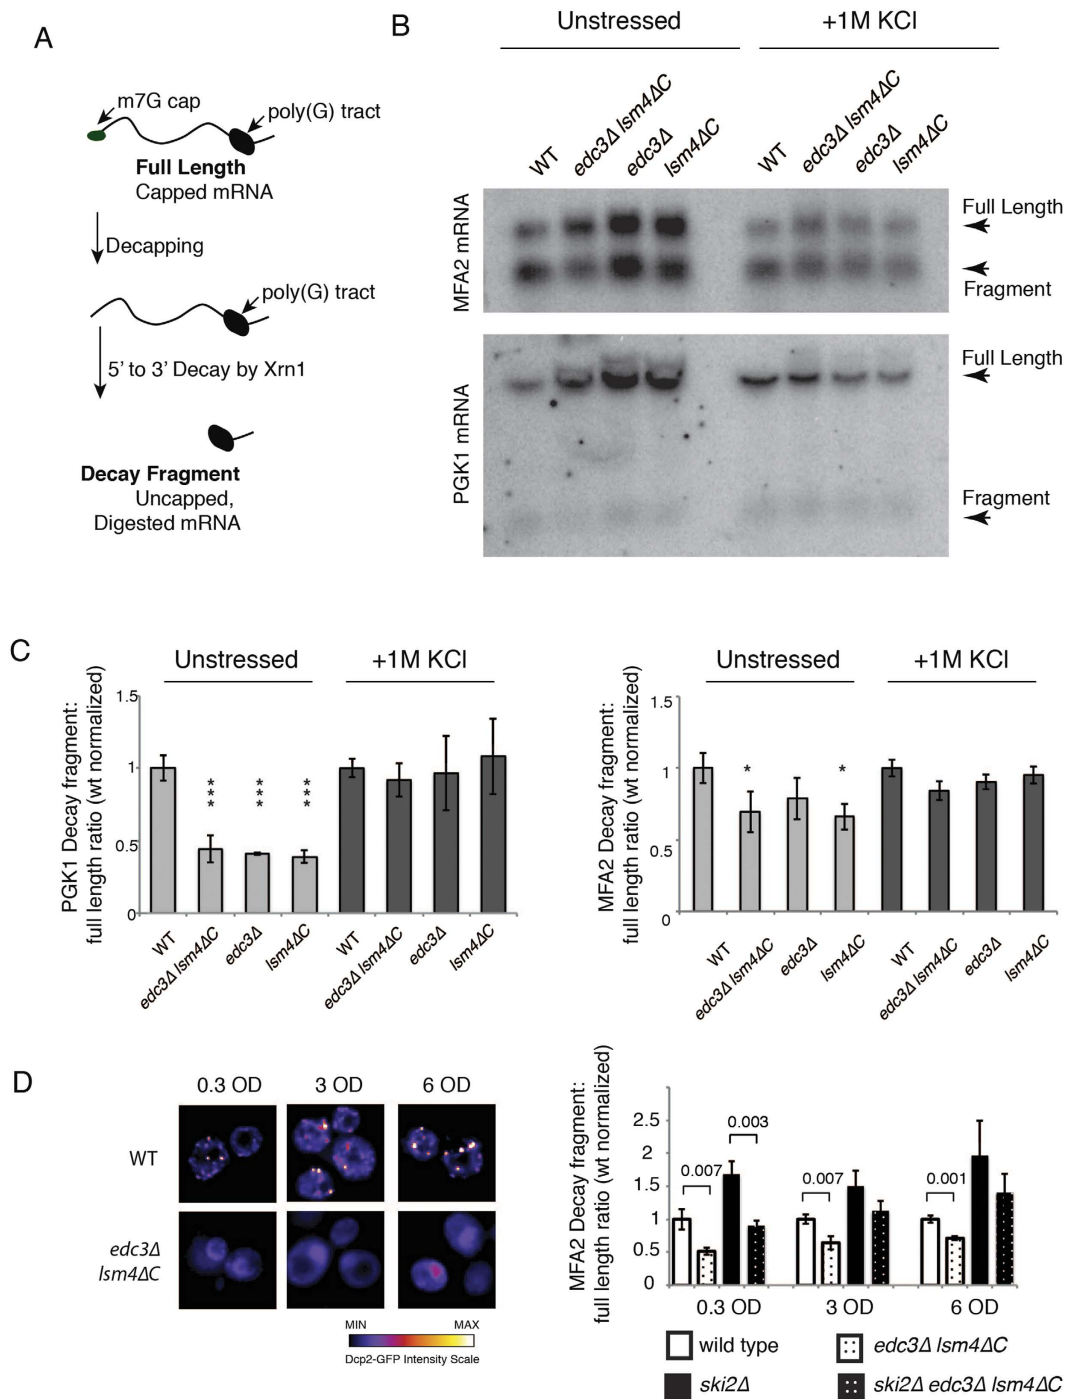 A
m7G cap
poly(G) tract
Full Length
Capped mRNA
Decapping
poly(G) tract
5’ to 3’ Decay by Xrn1
Decay Fragment
Uncapped,
Digested mRNA
B
Unstressed
+1M KCl
WT
edc3Δ lsm4ΔC
edc3Δ
lsm4ΔC
WT
edc3Δ lsm4ΔC
edc3Δ
lsm4ΔC
MFA2 mRNA
Full Length
Fragment
PGK1 mRNA
Full Length
Fragment
C
Unstressed
+1M KCl
PGK1 Decay fragment:
full length ratio (wt normalized)
1.5
1
0.5
0
***
***
***
WT
edc3Δ lsm4ΔC
edc3Δ
lsm4ΔC
WT
edc3Δ lsm4ΔC
edc3Δ
lsm4ΔC
Unstressed
+1M KCl
MFA2 Decay fragment:
full length ratio (wt normalized)
1.5
1
0.5
0
*
*
WT
edc3Δ lsm4ΔC
edc3Δ
lsm4ΔC
WT
edc3Δ lsm4ΔC
edc3Δ
lsm4ΔC
D
0.3 OD
3 OD
6 OD
WT
edc3Δ
lsm4ΔC
MIN
MAX
Dcp2-GFP Intensity Scale
MFA2 Decay fragment:
full length ratio (wt normalized)
2.5
2
1.5
1
0.5
0
0.007
0.003
0.007
0.001
0.3 OD
3 OD
6 OD
wild type
edc3Δ lsm4ΔC
ski2Δ
ski2Δ edc3Δ lsm4ΔC